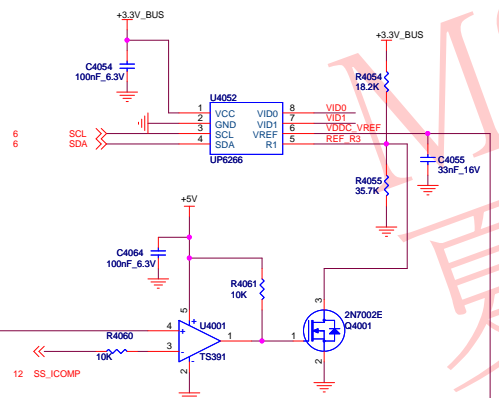 +3.3V_BUS
+3.3V_BUS
C4054
100nF_6.3V
R4054
18.2K
U4052
1 VCC VID0 8 VID0
2 GND VID1 7 VID1
6 SCL 3 SCL VREF 6 VDDC_VREF
6 SDA 4 SDA R1 5 REF_R3
UP6266
C4055
33nF_16V
R4055
35.7K
+5V
C4064
100nF_6.3V
R4061
10K
5
3
2N7002E
Q4001
4 + + U4001 1 1
R4060
10K
3 - - TS391
2
2
12 SS_ICOMP
MS